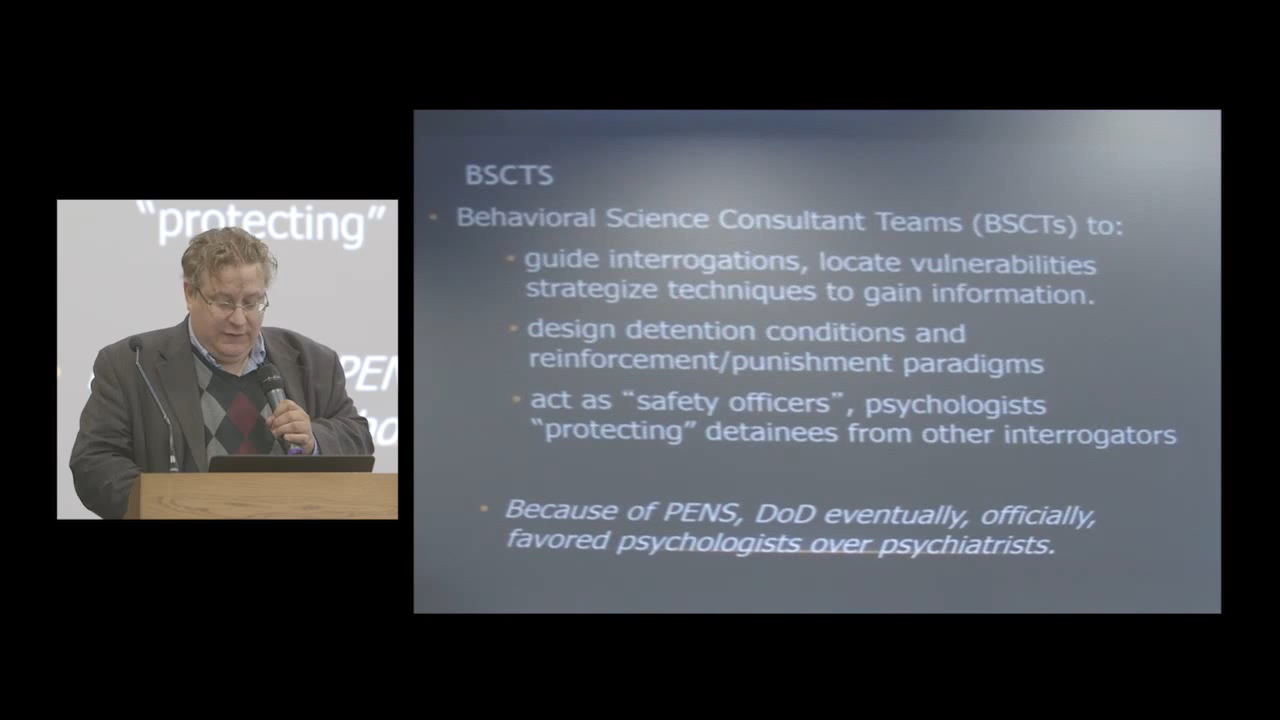 "protecting"
PEN
BSCTS
Behavioral Science Consultant Teams (BSCTs) to:
guide interrogations, locate vulnerabilities
strategize techniques to gain information.
design detention conditions and
reinforcement/punishment paradigms
act as "safety officers", psychologists
"protecting" detainees from other interrogators
Because of PENS, DoD eventually, officially,
favored psychologists over psychiatrists.